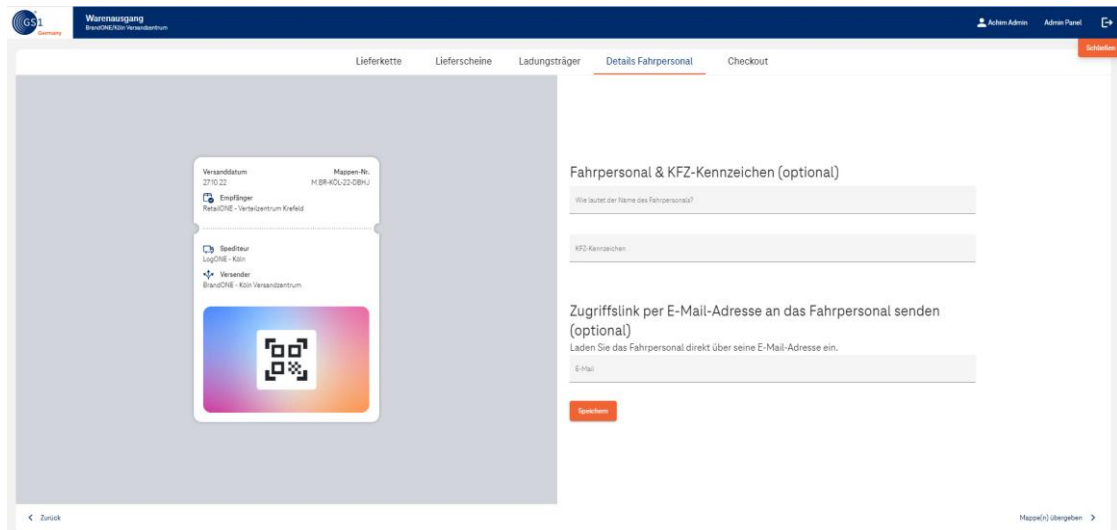 GS1
Germany
Warenausgang
BrandONE/Köln Versandzentrum
Achim Admin
Admin Panel
Schließen
Lieferkette
Lieferscheine
Ladungsträger
Details Fahrpersonal
Checkout
Versanddatum
27.10.22
Mappen-Nr.
M.BR-KÖL-22-DBHJ
Empfänger
RetailONE - Verteilzentrum Krefeld
Spediteur
LogONE - Köln
Versender
BrandONE - Köln Versandzentrum
Fahrpersonal & KFZ-Kennzeichen (optional)
Wie lautet der Name des Fahrpersonals?
KFZ-Kennzeichen
Zugriffslink per E-Mail-Adresse an das Fahrpersonal senden
(optional)
Laden Sie das Fahrpersonal direkt über seine E-Mail-Adresse ein.
E-Mail
Speichern
Zurück
Mappe(n) übergeben